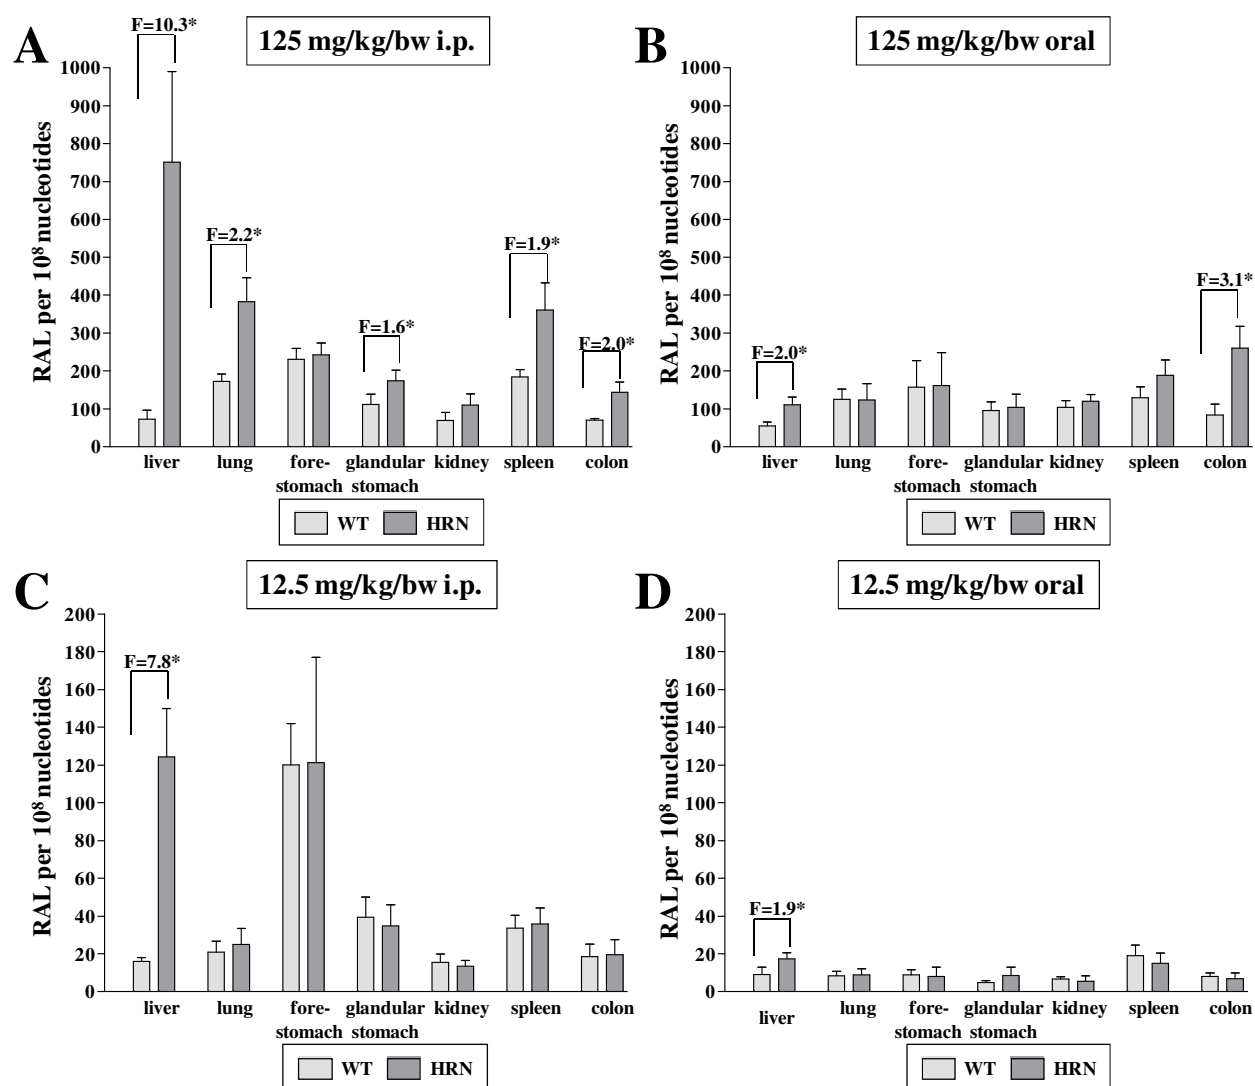 A
125 mg/kg/bw i.p.
F=10.3*
RAL per 10⁸ nucleotides
1000
900
800
700
600
500
400
300
200
100
0
F=2.2*
F=1.6*
F=1.9*
F=2.0*
liver lung fore- glandular kidney spleen colon
stomach stomach
WT HRN
B
125 mg/kg/bw oral
RAL per 10⁸ nucleotides
1000
900
800
700
600
500
400
300
200
100
0
F=2.0*
F=3.1*
liver lung fore- glandular kidney spleen colon
stomach stomach
WT HRN
C
12.5 mg/kg/bw i.p.
RAL per 10⁸ nucleotides
200
180
160
140
120
100
80
60
40
20
0
F=7.8*
liver lung fore- glandular kidney spleen colon
stomach stomach
WT HRN
D
12.5 mg/kg/bw oral
RAL per 10⁸ nucleotides
200
180
160
140
120
100
80
60
40
20
0
F=1.9*
liver lung fore- glandular kidney spleen colon
stomach stomach
WT HRN